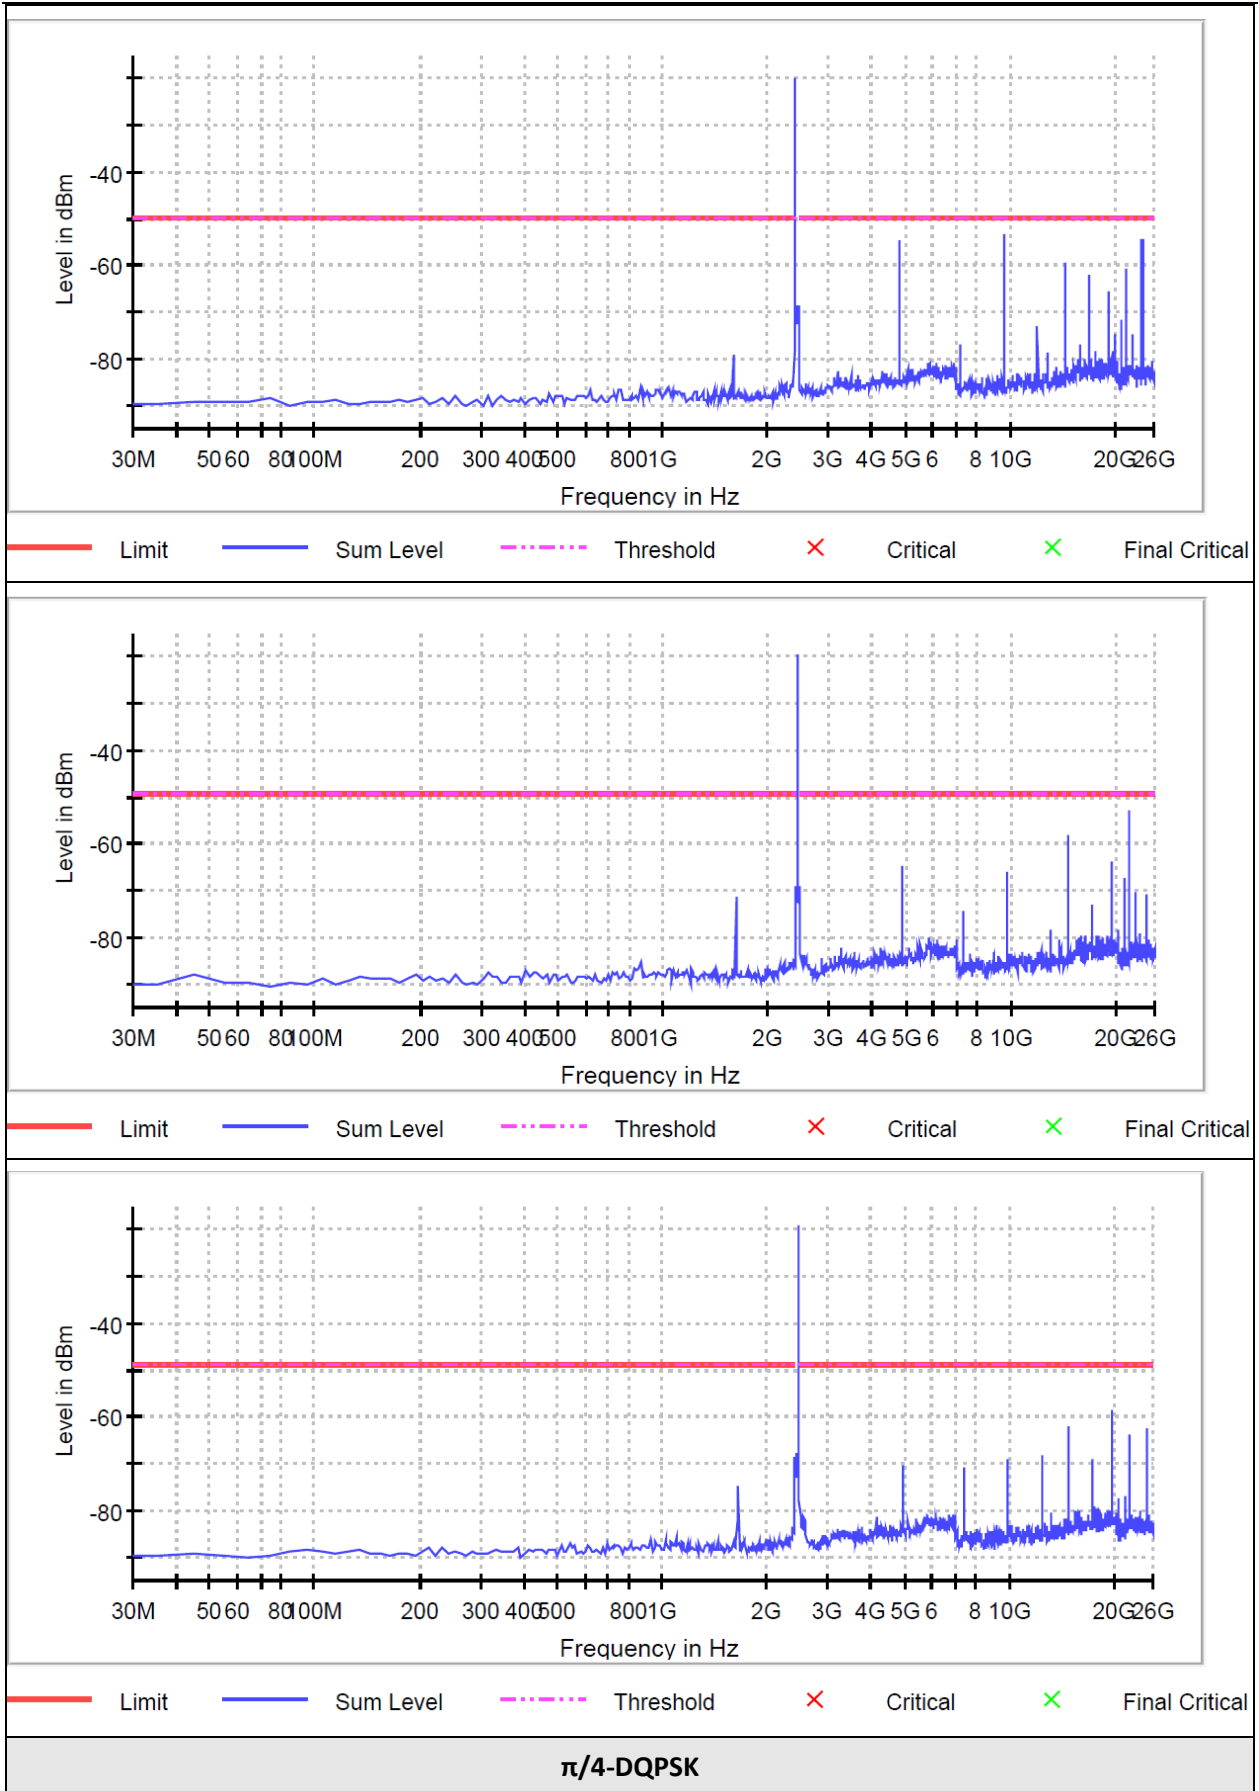 Level in dBm
-40
-60
-80
30M 50 60 80 100M 200 300 400 500 800 1G 2G 3G 4G 5G 6 8 10G 20G 26G
Frequency in Hz
Limit Sum Level Threshold Critical Final Critical
Level in dBm
-40
-60
-80
30M 50 60 80 100M 200 300 400 500 800 1G 2G 3G 4G 5G 6 8 10G 20G 26G
Frequency in Hz
Limit Sum Level Threshold Critical Final Critical
Level in dBm
-40
-60
-80
30M 50 60 80 100M 200 300 400 500 800 1G 2G 3G 4G 5G 6 8 10G 20G 26G
Frequency in Hz
Limit Sum Level Threshold Critical Final Critical
π/4-DQPSK